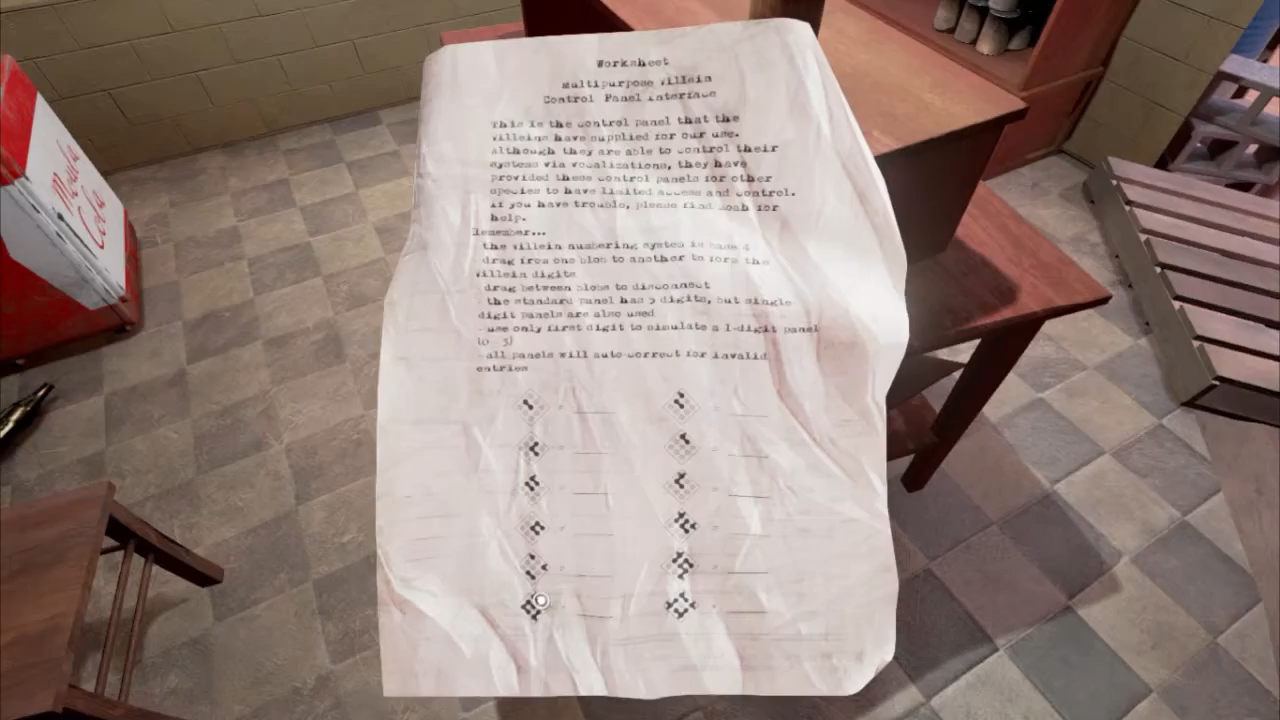 Moola
Cola
Worksheet
Multipurpose Villein
Control Panel Interface
This is the control panel that the
villeins have supplied for our use.
Although they are able to control their
systems via vocalizations, they have
provided these control panels for other
species to have limited access and control.
If you have trouble, please find for
help.
Remember...
the villein numbering system is base 4
drag from one blob to another to form the
villein digits
drag between blobs to disconnect
the standard panel has digits, but single
digit panels are also used
- use only first digit to simulate a 1-digit panel
(0 3)
- all panels will auto-correct for invalid
entries